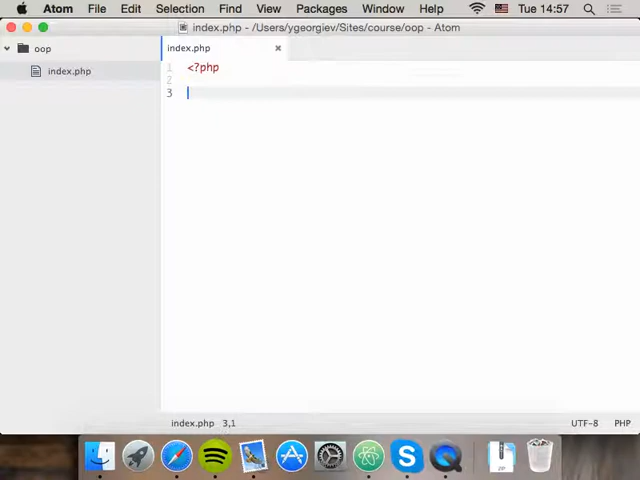 Atom File Edit Selection Find View Packages Window Help Tue 14:57
index.php - /Users/ygeorgiev/Sites/course/oop - Atom
oop
index.php
index.php
1 <?php
2
3
index.php 3,1 UTF-8 PHP
ZIP